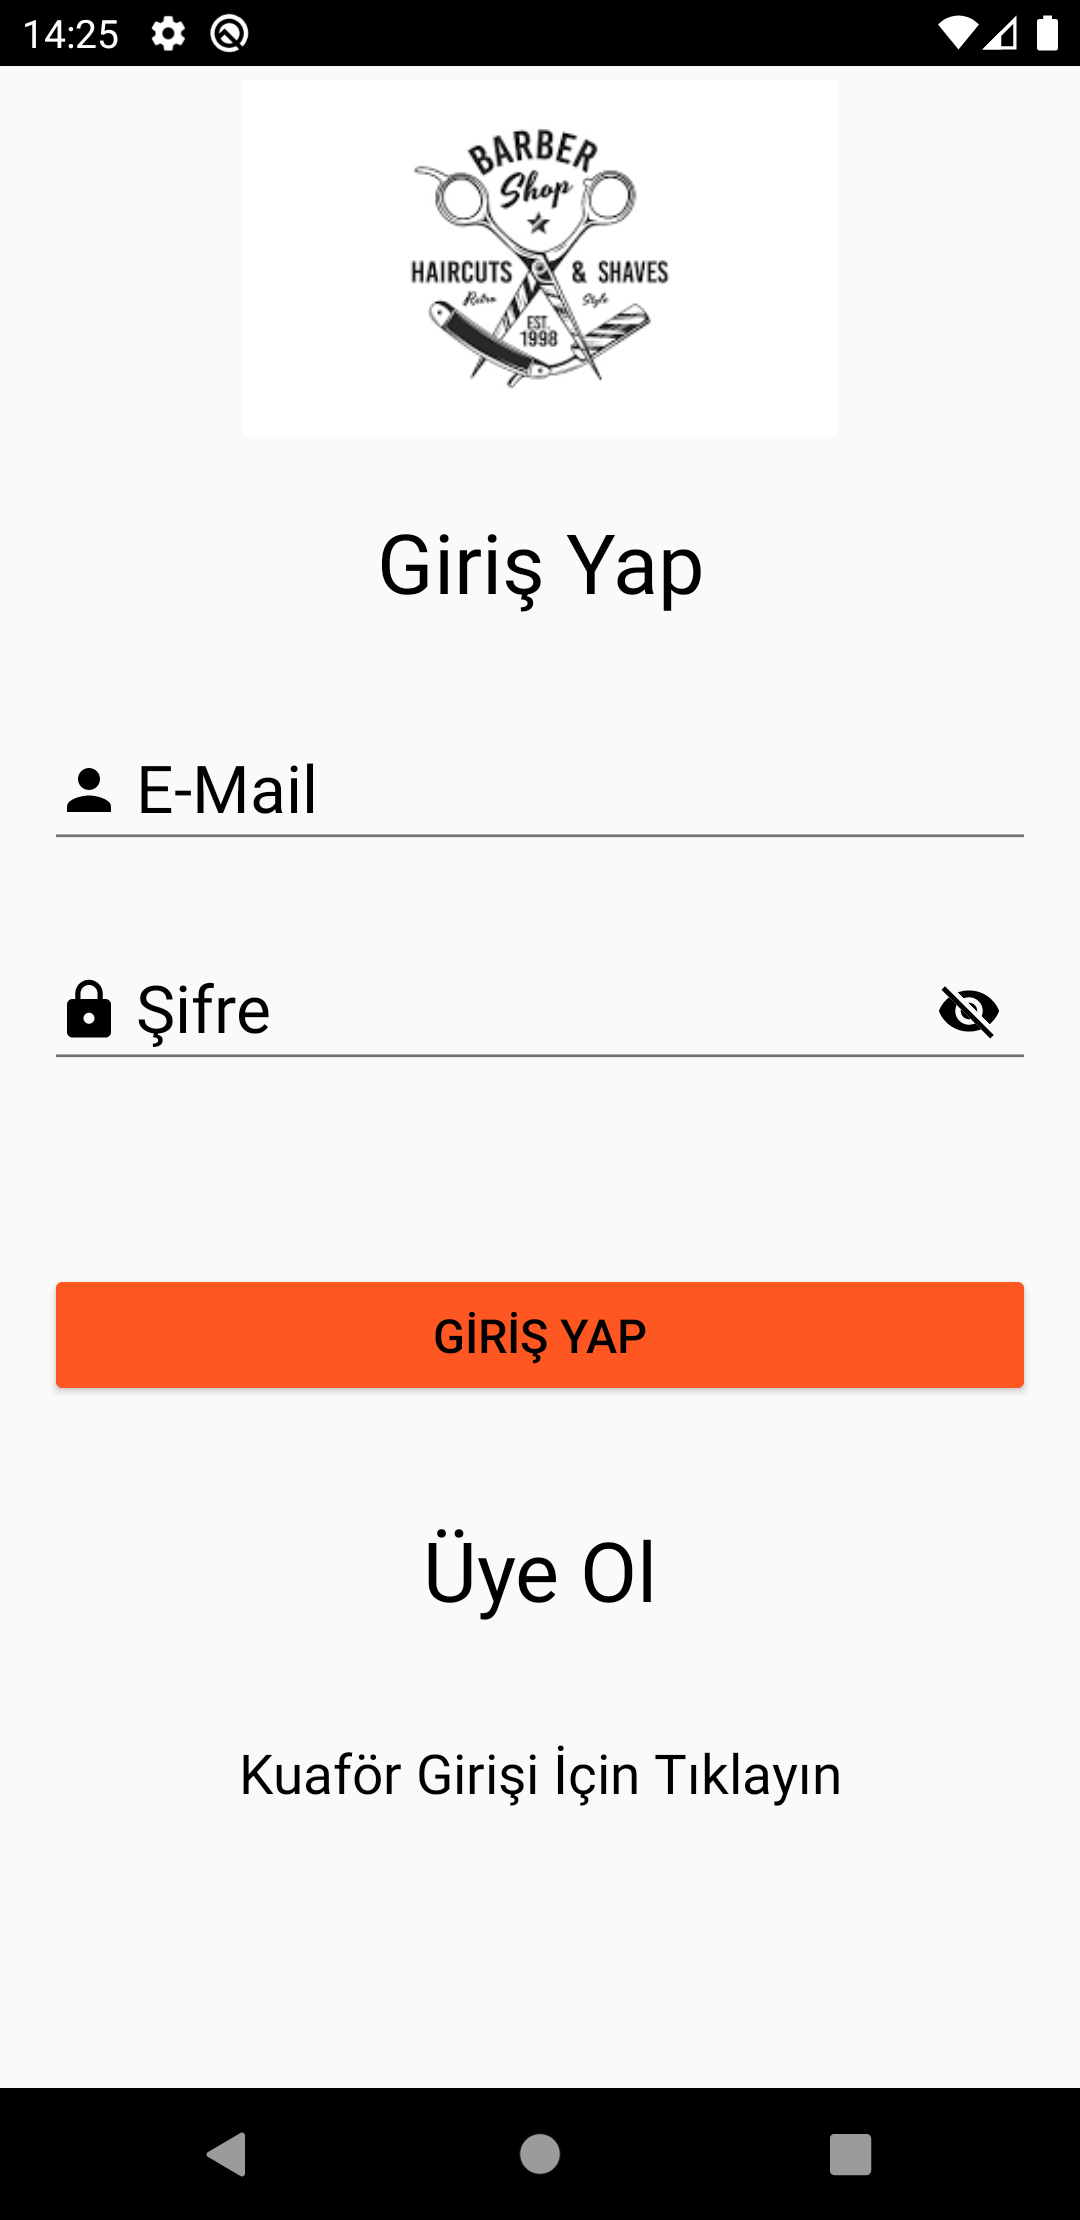 14:25
BARBER
Shop
HAIRCUTS & SHAVES
Retro Style
EST.
1998
Giriş Yap
E-Mail
Şifre
GİRİŞ YAP
Üye Ol
Kuaför Girişi İçin Tıklayın